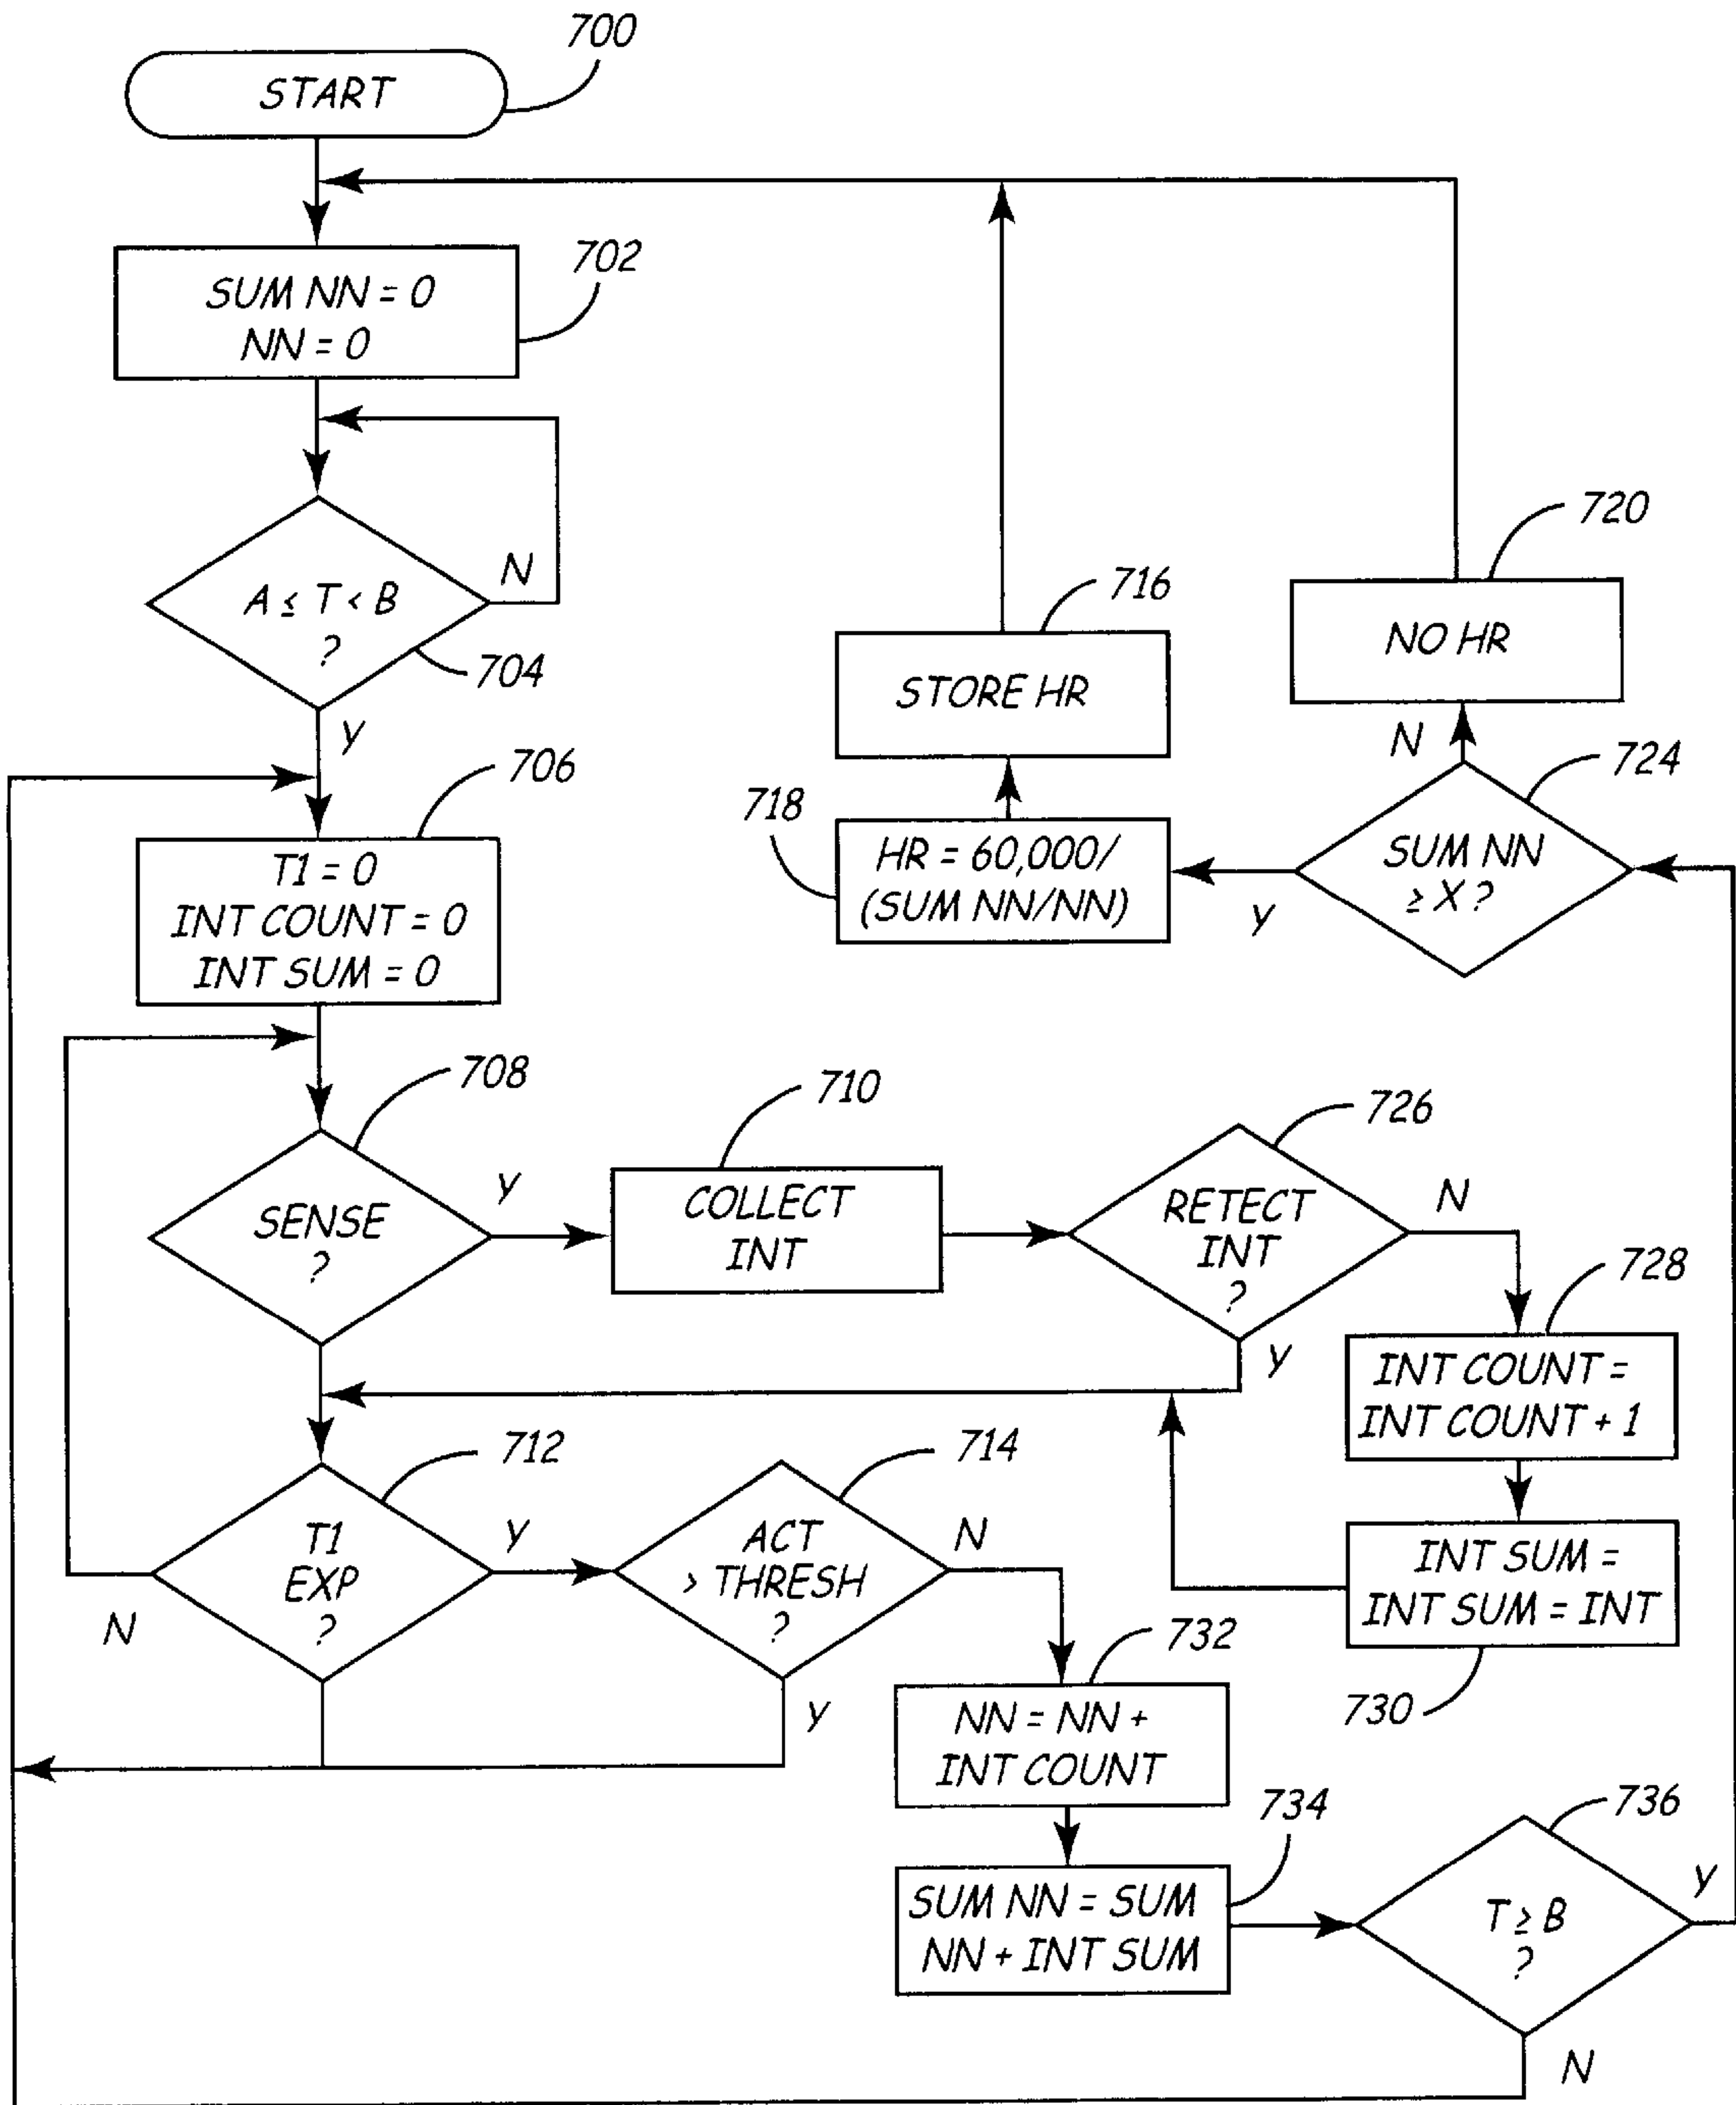 700
START
702
SUM NN = 0
NN = 0
A ≤ T < B
?
N
704
Y
706
T1 = 0
INT COUNT = 0
INT SUM = 0
716
STORE HR
720
NO HR
N
724
SUM NN
≥ X ?
Y
718
HR = 60,000/
(SUM NN/NN)
708
SENSE
?
Y
710
COLLECT
INT
726
RETECT
INT
?
N
Y
728
INT COUNT =
INT COUNT + 1
INT SUM =
INT SUM = INT
730
712
T1
EXP
?
N
Y
714
ACT
> THRESH
?
N
Y
732
NN = NN +
INT COUNT
734
SUM NN = SUM
NN + INT SUM
736
T ≥ B
?
Y
N